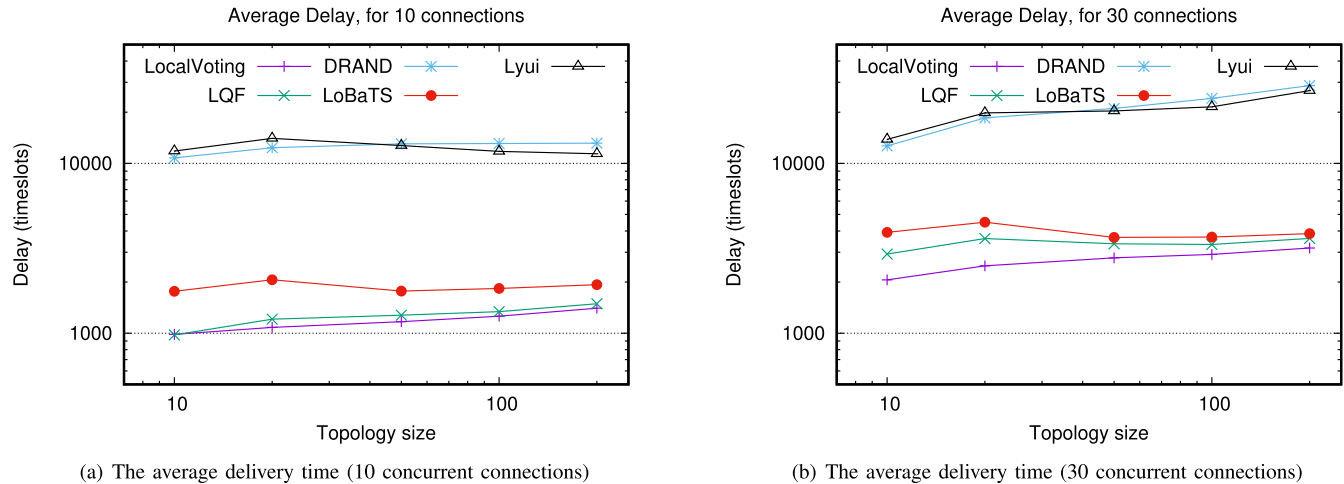 Average Delay, for 10 connections
LocalVoting DRAND Lyui
LQF LoBaTS
10000
1000
Delay (timeslots)
10 100
Topology size
(a) The average delivery time (10 concurrent connections)
Average Delay, for 30 connections
LocalVoting DRAND Lyui
LQF LoBaTS
10000
1000
Delay (timeslots)
10 100
Topology size
(b) The average delivery time (30 concurrent connections)